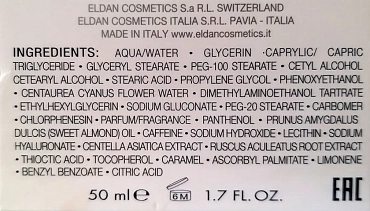 ELDAN COSMETICS S.a R.L. SWITZERLAND
ELDAN COSMETICS ITALIA S.R.L. PAVIA - ITALIA
MADE IN ITALY www.eldancosmetics.it
INGREDIENTS: AQUA/WATER • GLYCERIN •CAPRYLIC/ CAPRIC
TRIGLYCERIDE • GLYCERYL STEARATE • PEG-100 STEARATE • CETYL ALCOHOL
CETEARYL ALCOHOL • STEARIC ACID • PROPYLENE GLYCOL • PHENOXYETHANOL
• CENTAUREA CYANUS FLOWER WATER • DIMETHYLAMINOETHANOL TARTRATE
• ETHYLHEXYLGLYCERIN • SODIUM GLUCONATE • PEG-20 STEARATE • CARBOMER
• CHLORPHENESIN • PARFUM/FRAGRANCE • PANTHENOL • PRUNUS AMYGDALUS
DULCIS (SWEET ALMOND) OIL • CAFFEINE • SODIUM HYDROXIDE • LECITHIN • SODIUM
HYALURONATE • CENTELLA ASIATICA EXTRACT • RUSCUS ACULEATUS ROOT EXTRACT
• THIOCTIC ACID • TOCOPHEROL • CARAMEL • ASCORBYL PALMITATE • LIMONENE
• BENZYL BENZOATE • CITRIC ACID
50 ml ℮ 6M 1.7 FL. OZ. EAC